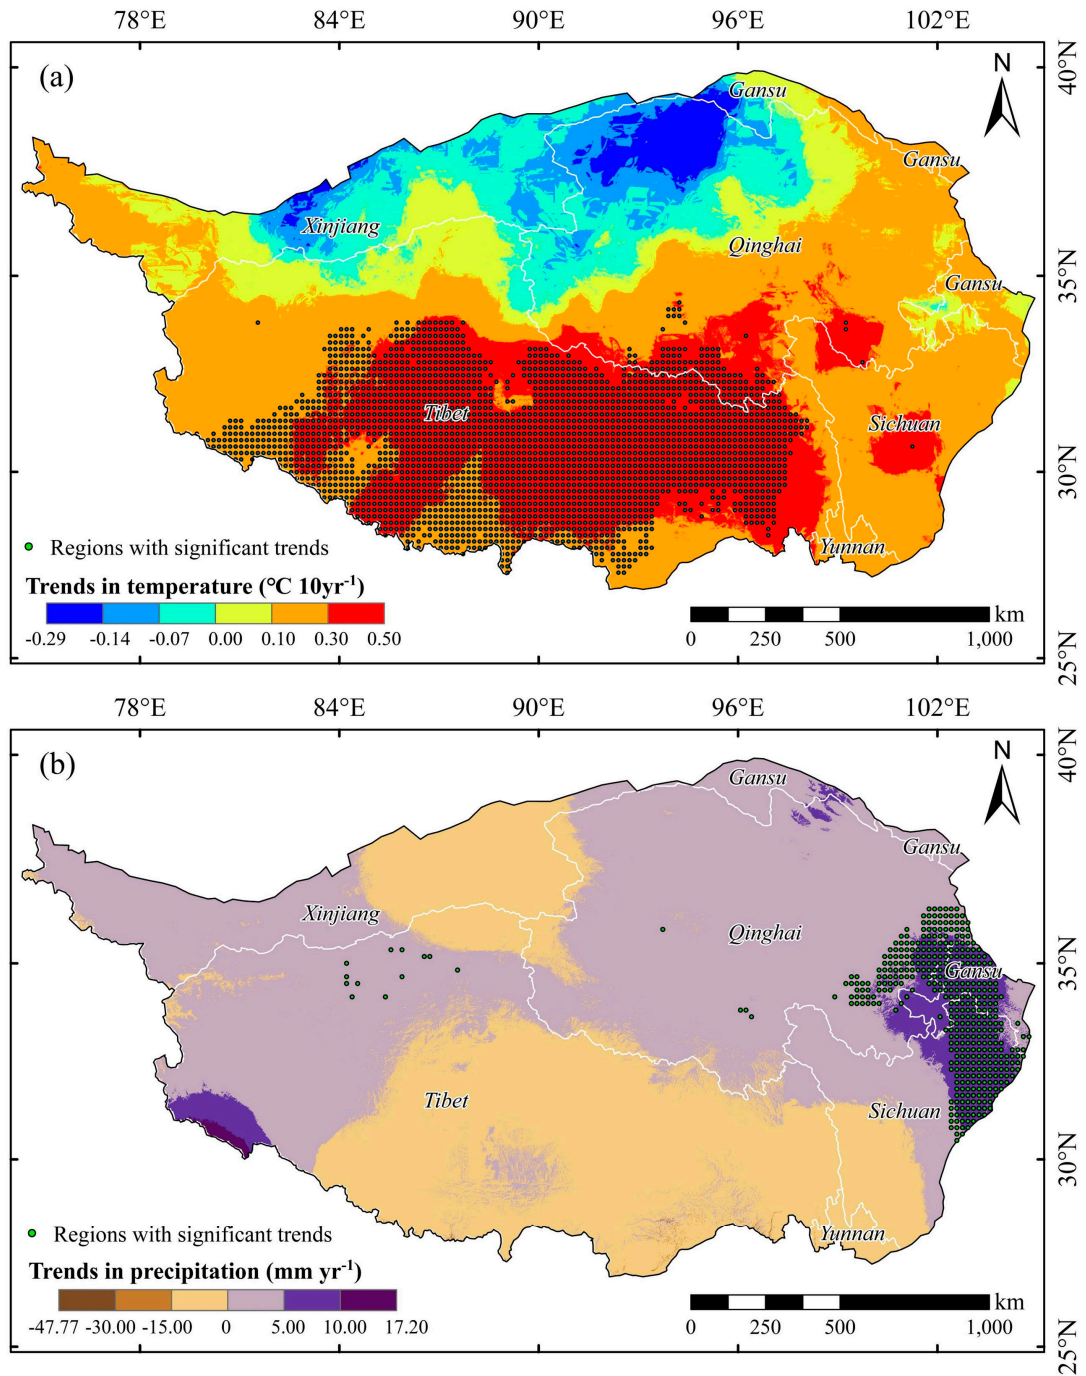 78°E 84°E 90°E 96°E 102°E
(a)
N
40°N
Gansu
Gansu
Xinjiang
Qinghai
Gansu
35°N
Tibet
Sichuan
30°N
Regions with significant trends
Yunnan
Trends in temperature (°C 10yr-1)
-0.29 -0.14 -0.07 0.00 0.10 0.30 0.50
km
0 250 500 1,000
25°N
78°E 84°E 90°E 96°E 102°E
(b)
N
40°N
Gansu
Gansu
Xinjiang
Qinghai
Gansu
35°N
Tibet
Sichuan
30°N
Regions with significant trends
Yunnan
Trends in precipitation (mm yr-1)
-47.77 -30.00 -15.00 0 5.00 10.00 17.20
km
0 250 500 1,000
25°N